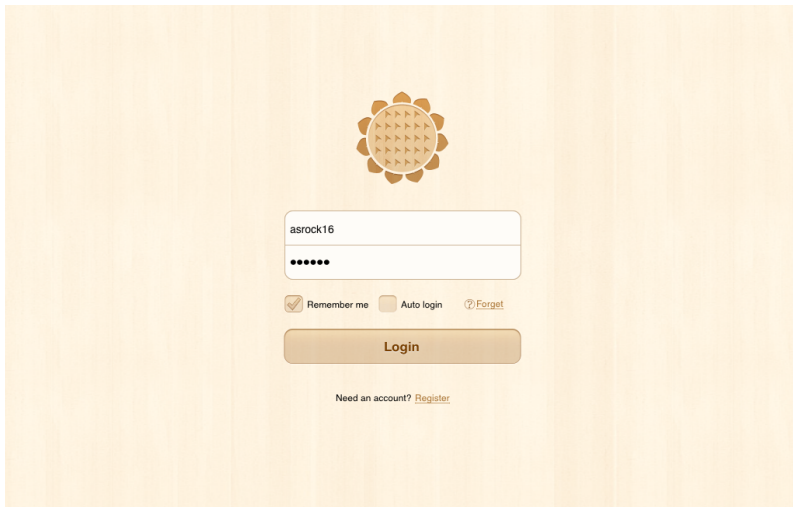 asrock16
••••••
Remember me Auto login ? Forget
Login
Need an account? Register